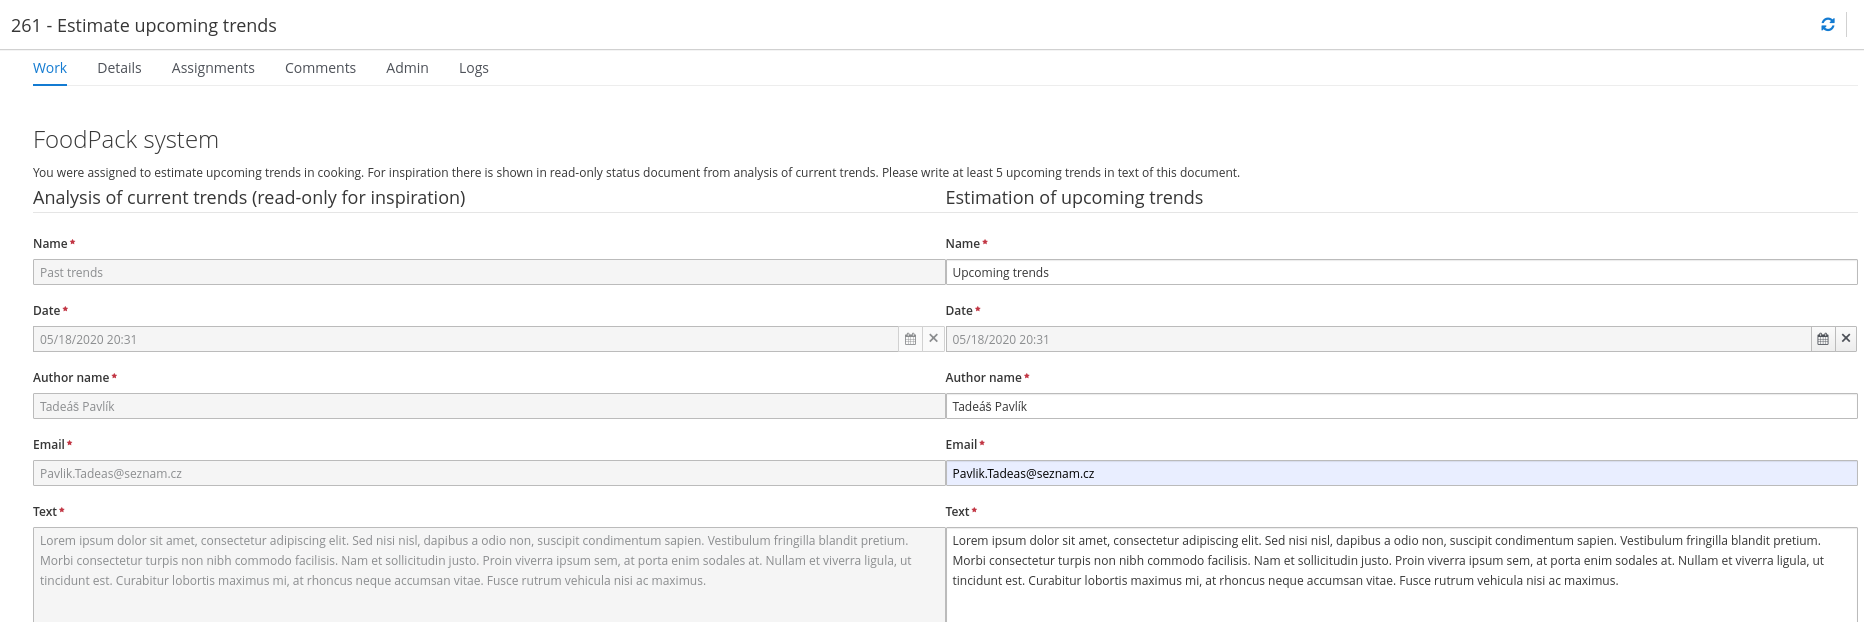 261 - Estimate upcoming trends
Work Details Assignments Comments Admin Logs
FoodPack system
You were assigned to estimate upcoming trends in cooking. For inspiration there is shown in read-only status document from analysis of current trends. Please write at least 5 upcoming trends in text of this document.
Analysis of current trends (read-only for inspiration)
Name*
Past trends
Date*
05/18/2020 20:31
Author name*
Tadeáš Pavlík
Email*
Pavlik.Tadeas@seznam.cz
Text*
Lorem ipsum dolor sit amet, consectetur adipiscing elit. Sed nisi nisl, dapibus a odio non, suscipit condimentum sapien. Vestibulum fringilla blandit pretium.
Morbi consectetur turpis non nibh commodo facilisis. Nam et sollicitudin justo. Proin viverra ipsum sem, at porta enim sodales at. Nullam et viverra ligula, ut
tincidunt est. Curabitur lobortis maximus mi, at rhoncus neque accumsan vitae. Fusce rutrum vehicula nisi ac maximus.
Estimation of upcoming trends
Name*
Upcoming trends
Date*
05/18/2020 20:31
Author name*
Tadeáš Pavlík
Email*
Pavlik.Tadeas@seznam.cz
Text*
Lorem ipsum dolor sit amet, consectetur adipiscing elit. Sed nisi nisl, dapibus a odio non, suscipit condimentum sapien. Vestibulum fringilla blandit pretium.
Morbi consectetur turpis non nibh commodo facilisis. Nam et sollicitudin justo. Proin viverra ipsum sem, at porta enim sodales at. Nullam et viverra ligula, ut
tincidunt est. Curabitur lobortis maximus mi, at rhoncus neque accumsan vitae. Fusce rutrum vehicula nisi ac maximus.